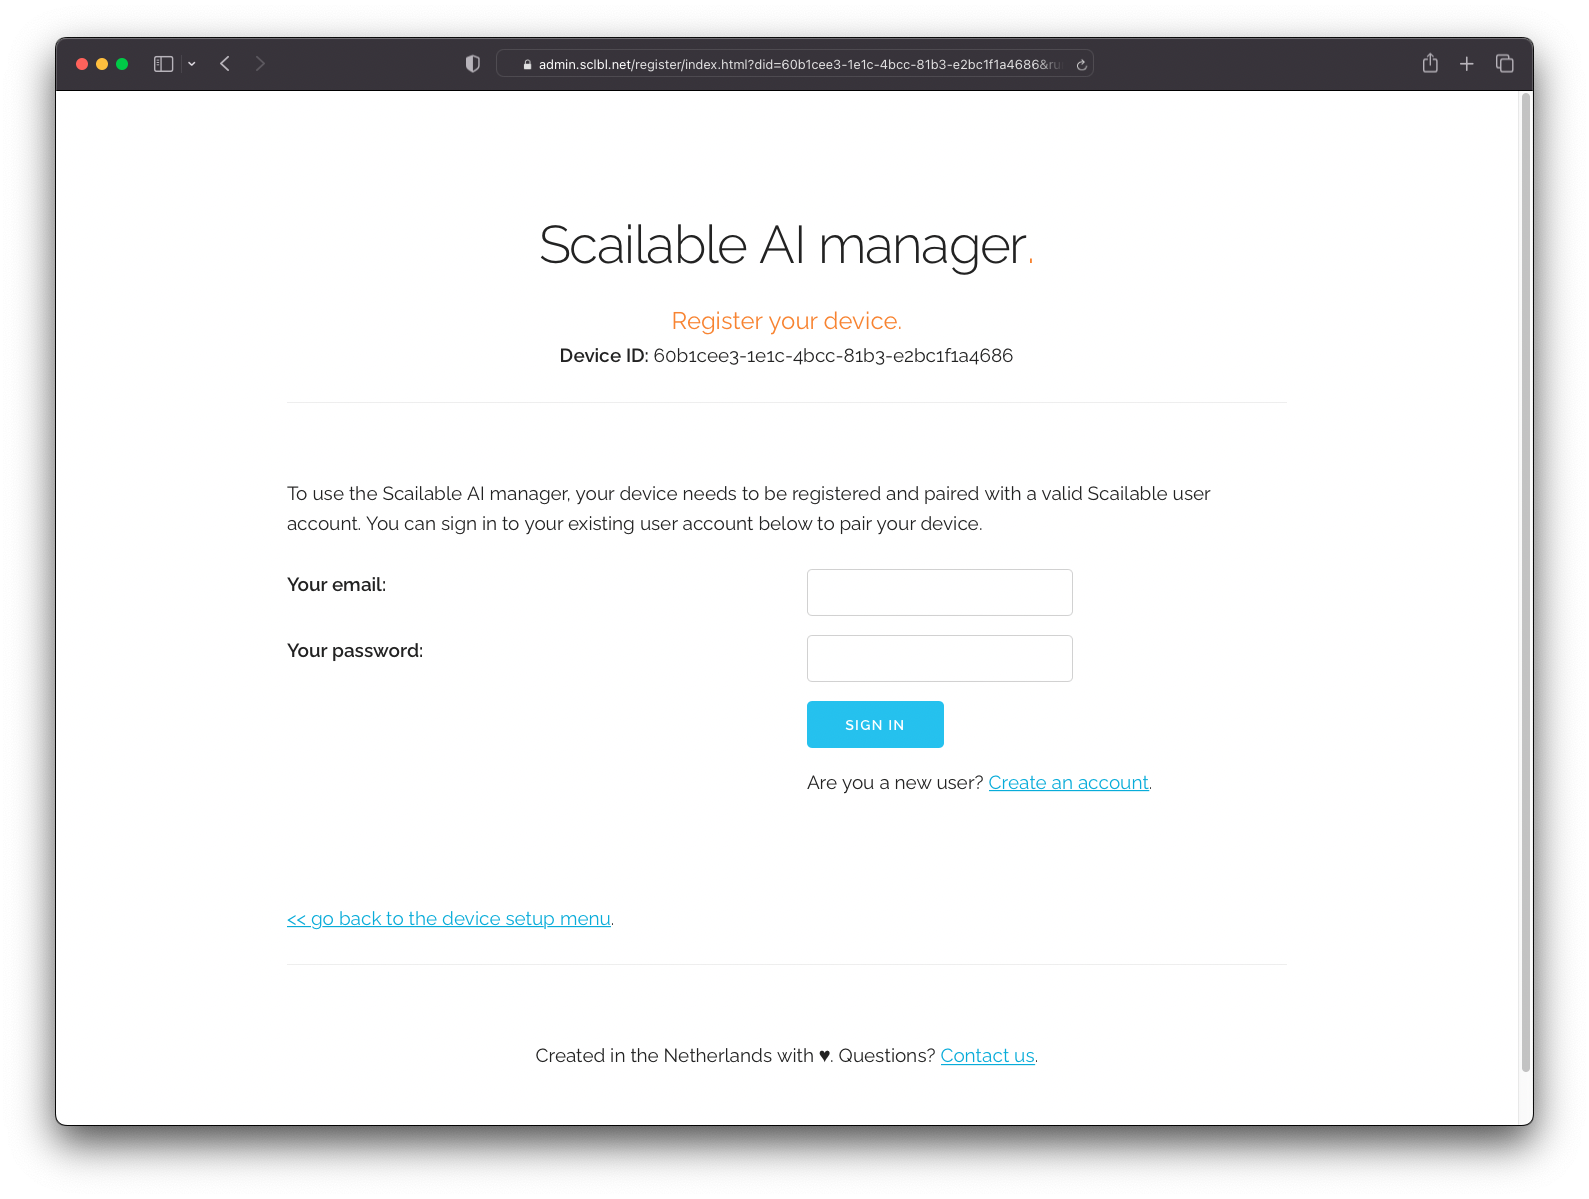 admin.sclbl.net/register/index.html?did=60b1cee3-1e1c-4bcc-81b3-e2bc1f1a4686&ru
Scailable AI manager.
Register your device.
Device ID: 60b1cee3-1e1c-4bcc-81b3-e2bc1f1a4686
To use the Scailable AI manager, your device needs to be registered and paired with a valid Scailable user
account. You can sign in to your existing user account below to pair your device.
Your email:
Your password:
SIGN IN
Are you a new user? Create an account.
<< go back to the device setup menu.
Created in the Netherlands with ♥. Questions? Contact us.